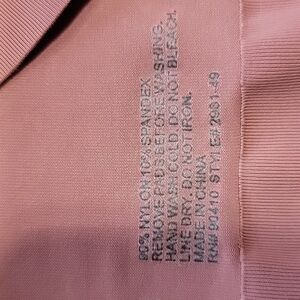 90% NYLON 10% SPANDEX
REMOVE PADS BEFORE WASHING.
HAND WASH COLD. DO NOT BLEACH.
LINE DRY. DO NOT IRON.
MADE IN CHINA
RN# 90410 STYLE# 2981-49